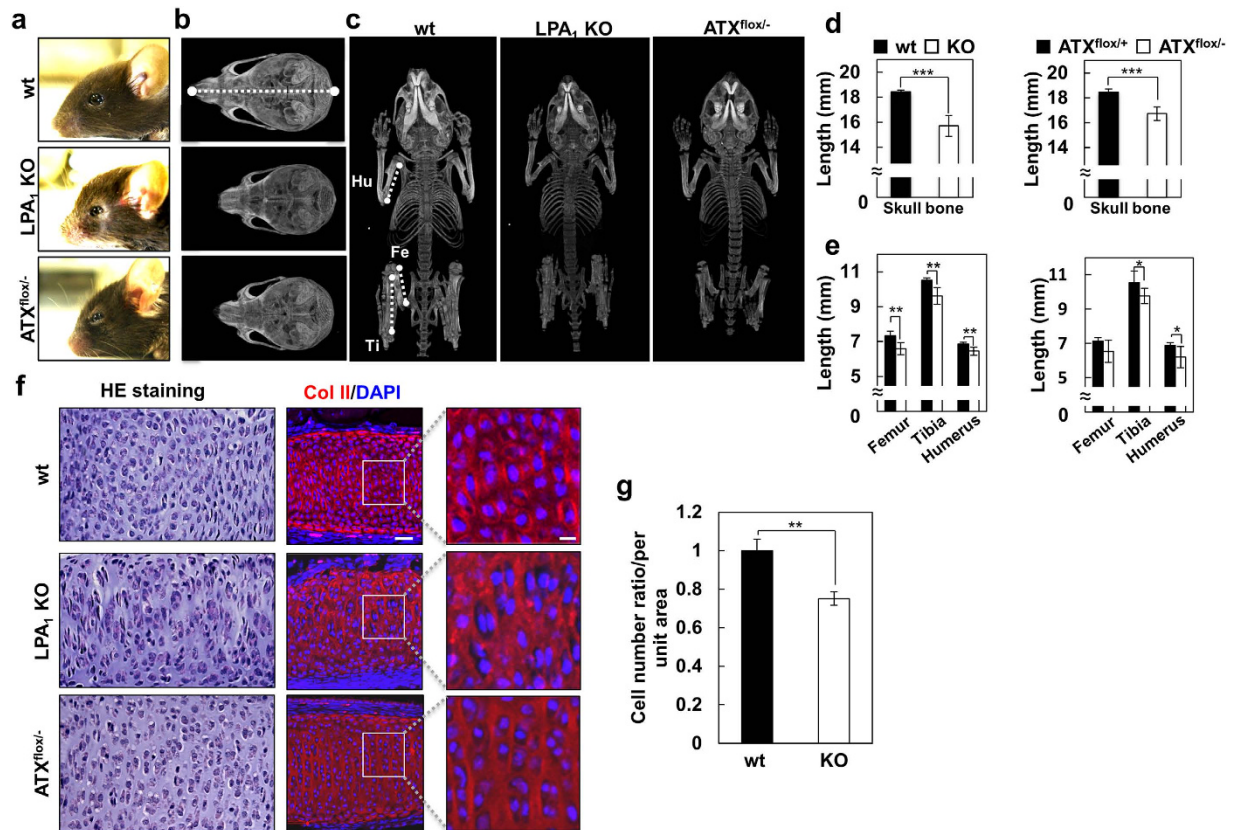 a
b
c
d
wt
LPA₁ KO
ATXflox/-
wt
LPA₁ KO
ATXflox/-
Hu
Fe
Ti
wt KO
ATXflox/+ ATXflox/-
Length (mm)
20
18
16
14
0
***
Skull bone
Length (mm)
20
18
16
14
0
***
Skull bone
e
Length (mm)
11
9
7
5
0
**
**
**
Femur
Tibia
Humerus
Length (mm)
11
9
7
5
0
*
*
Femur
Tibia
Humerus
f
HE staining
Col II/DAPI
wt
LPA₁ KO
ATXflox/-
g
Cell number ratio/per
unit area
1.2
1
0.8
0.6
0.4
0.2
0
**
wt
KO